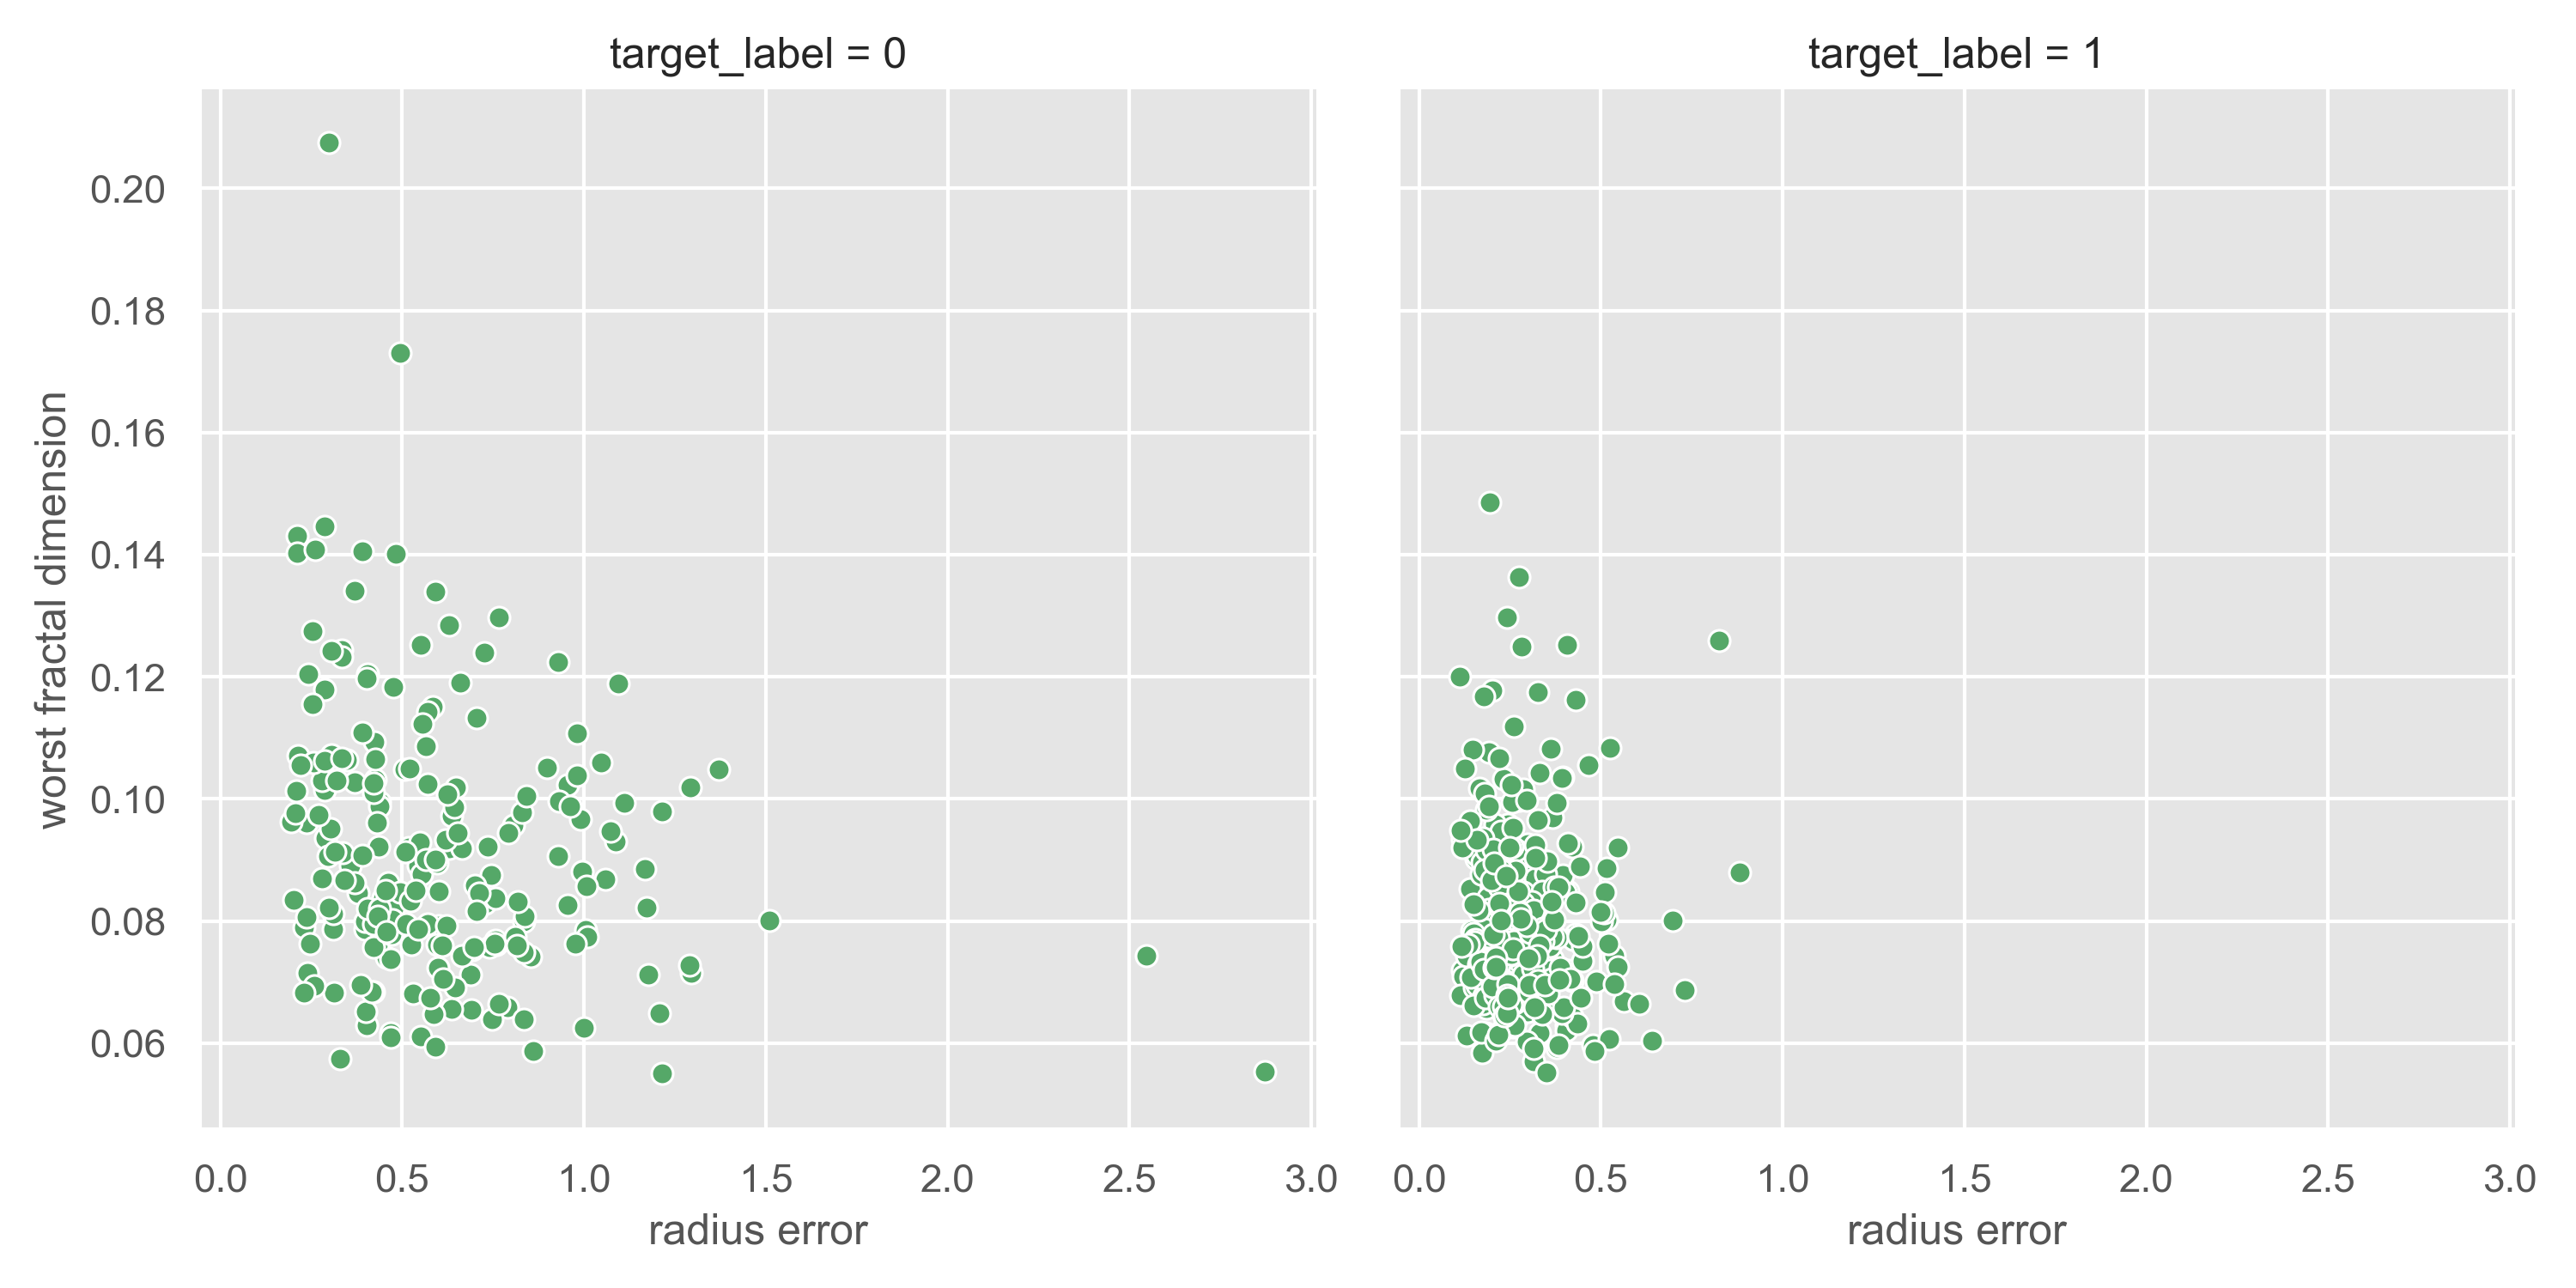 target_label = 0
target_label = 1
worst fractal dimension
0.20
0.18
0.16
0.14
0.12
0.10
0.08
0.06
0.0 0.5 1.0 1.5 2.0 2.5 3.0
0.0 0.5 1.0 1.5 2.0 2.5 3.0
radius error
radius error